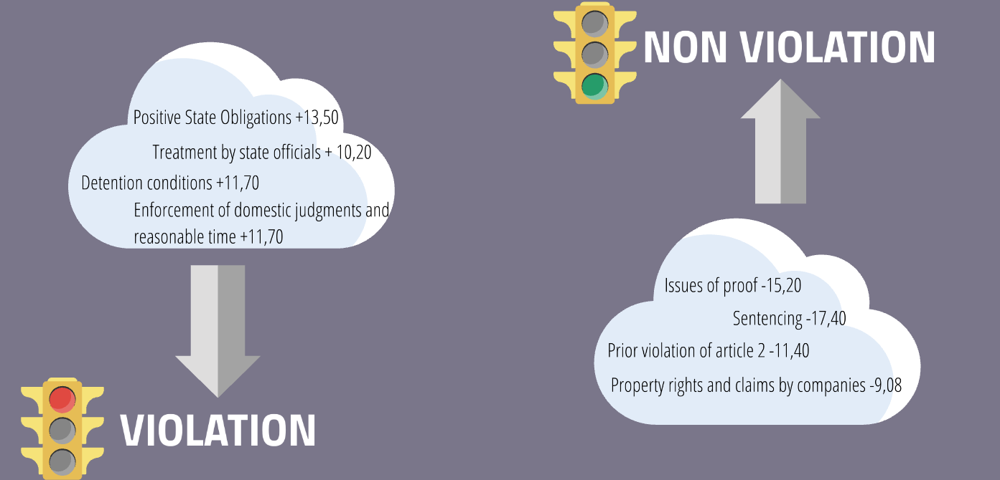 Positive State Obligations +13,50
Treatment by state officials + 10,20
Detention conditions +11,70
Enforcement of domestic judgments and
reasonable time +11,70
VIOLATION
NON VIOLATION
Issues of proof -15,20
Sentencing -17,40
Prior violation of article 2 -11,40
Property rights and claims by companies -9,08